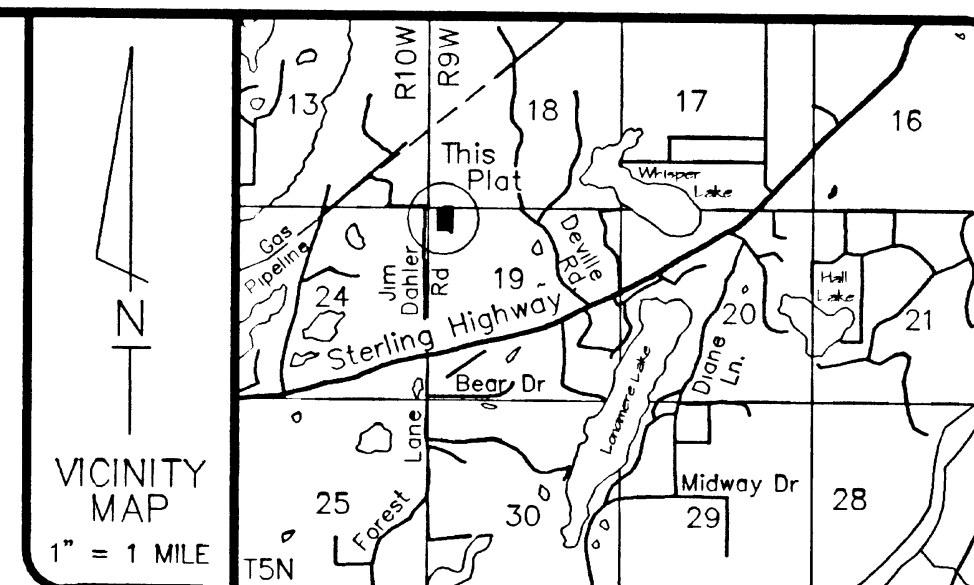 R10W
R9W
13
18
17
16
This
Plat
Whisper
Lake
Gas
Pipeline
Jim
Dahler
Rd
Deville
Rd
24
19
20
21
Hall
Lake
Sterling Highway
Bear Dr
Diane
Ln.
Longmere Lake
Lane
Forest
Midway Dr
25
30
29
28
T5N
N
VICINITY
MAP
1" = 1 MILE